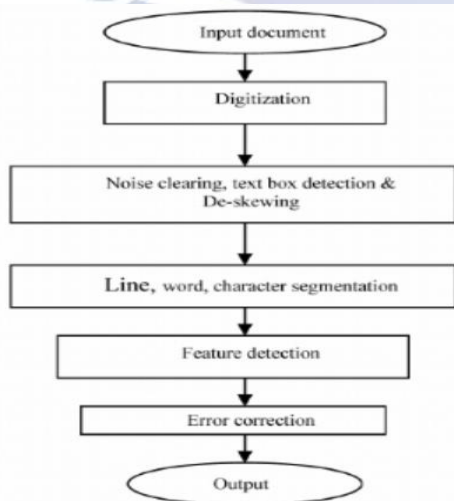 Input document
Digitization
Noise clearing, text box detection &
De-skewing
Line, word, character segmentation
Feature detection
Error correction
Output